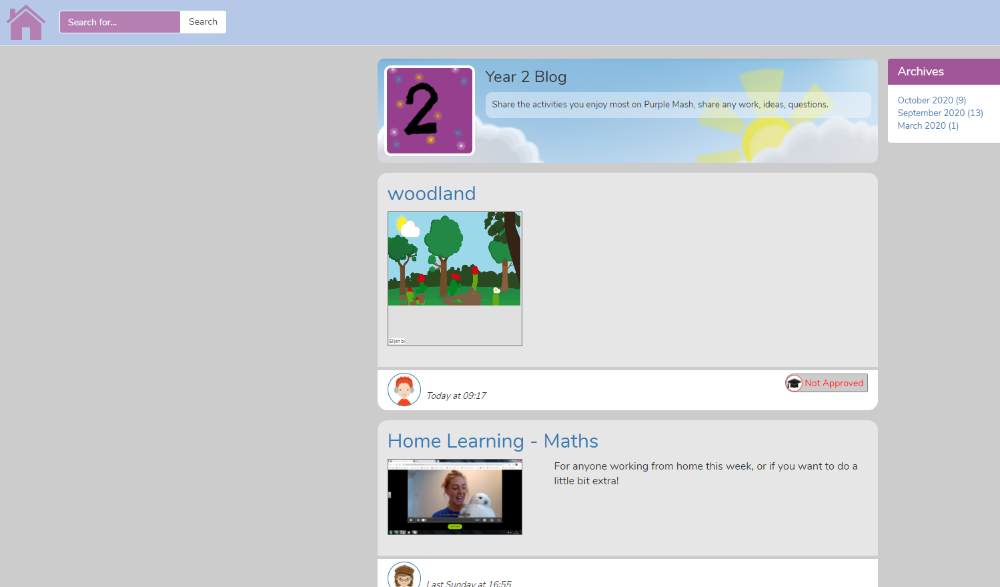 Search for...
Search
2
Year 2 Blog
Share the activities you enjoy most on Purple Mash, share any work, ideas, questions.
Archives
October 2020 (9)
September 2020 (13)
March 2020 (1)
woodland
Elijah be
Today at 09:17
Not Approved
Home Learning - Maths
For anyone working from home this week, or if you want to do a
little bit extra!
Last Sunday at 16:55